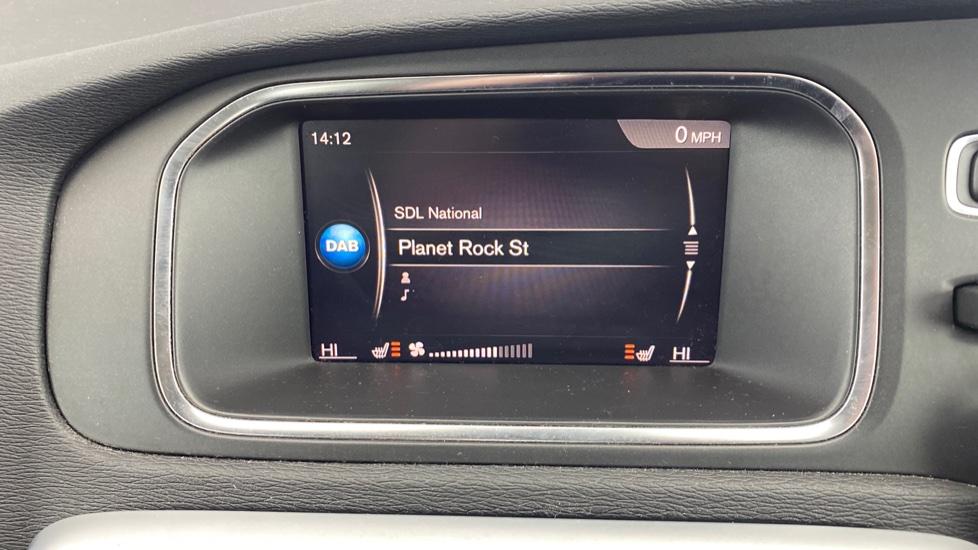 14:12
0 MPH
SDL National
DAB
Planet Rock St
HI
HI